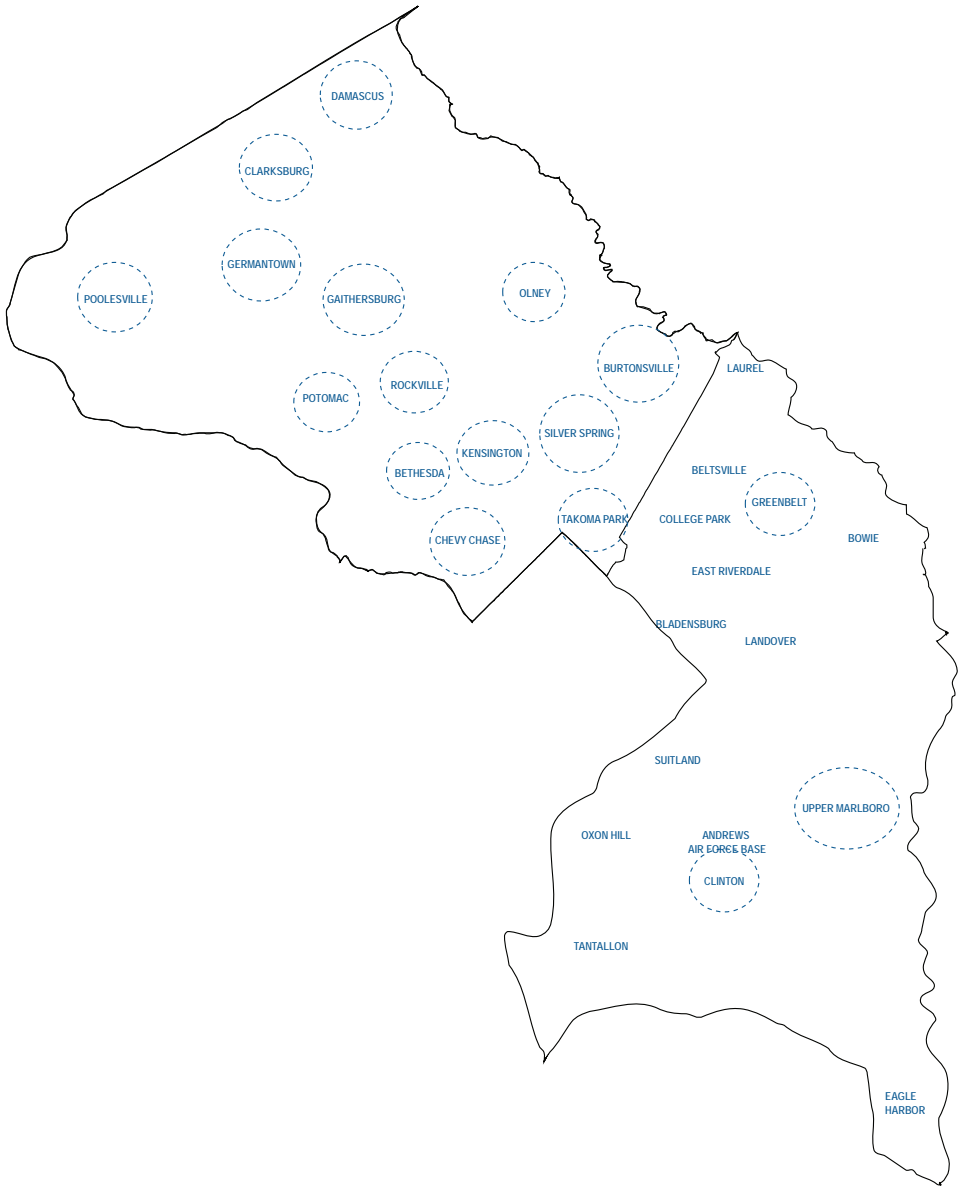 DAMASCUS
CLARKSBURG
GERMANTOWN
POOLESVILLE
GAITHERSBURG
OLNEY
BURTONSVILLE
LAUREL
ROCKVILLE
POTOMAC
SILVER SPRING
KENSINGTON
BETHESDA
BELTSVILLE
GREENBELT
TAKOMA PARK
COLLEGE PARK
CHEVY CHASE
BOWIE
EAST RIVERDALE
BLADENSBURG
LANDOVER
SUITLAND
UPPER MARLBORO
OXON HILL
ANDREWS
AIR FORCE BASE
CLINTON
TANTALLON
EAGLE
HARBOR